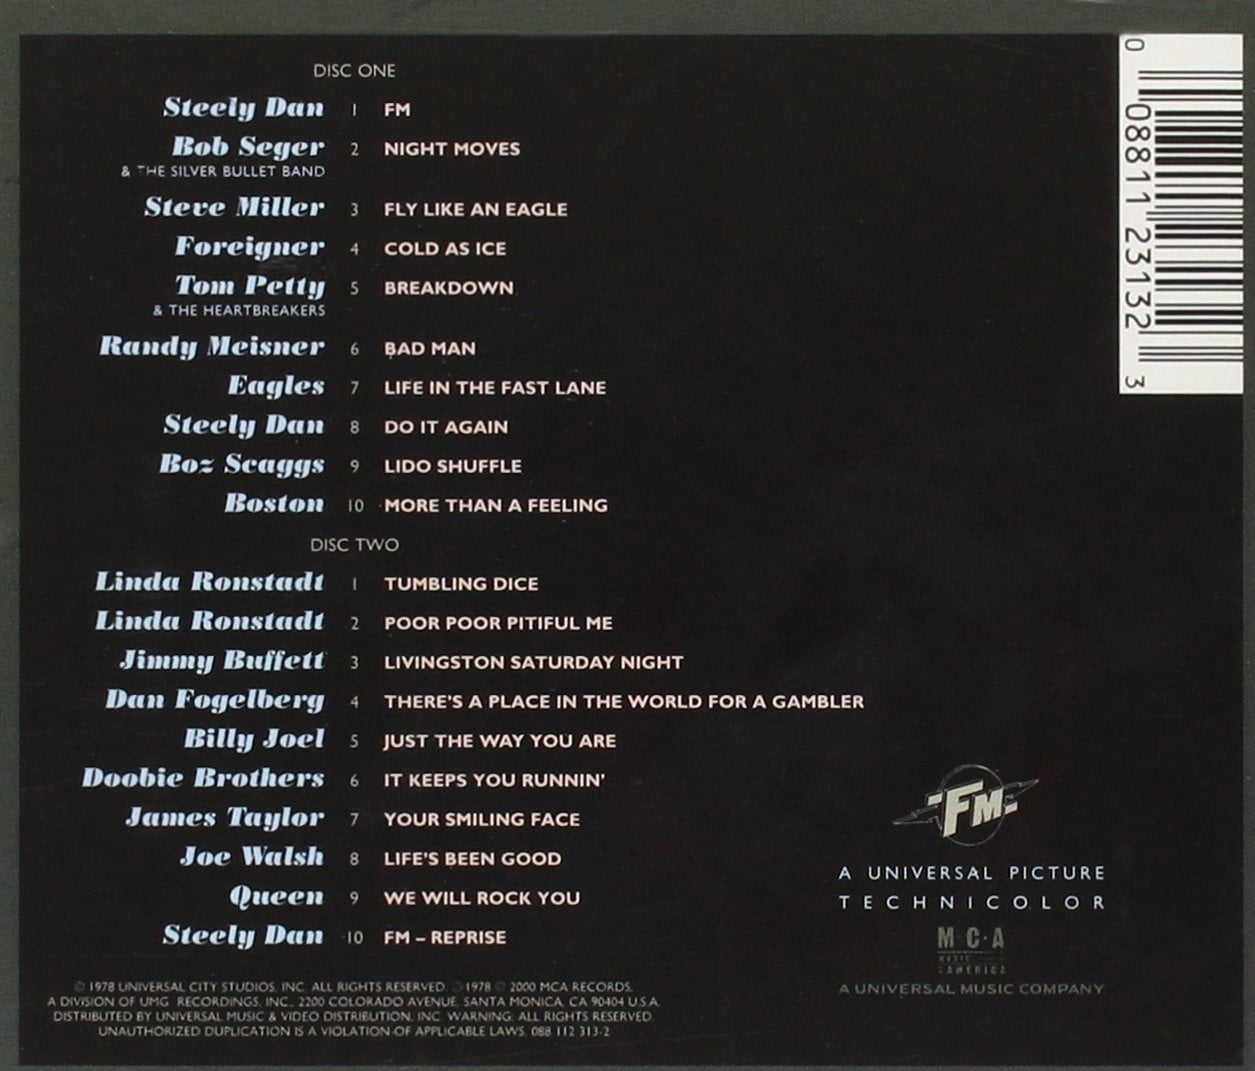 DISC ONE
Steely Dan 1 FM
Bob Seger 2 NIGHT MOVES
& THE SILVER BULLET BAND
Steve Miller 3 FLY LIKE AN EAGLE
Foreigner 4 COLD AS ICE
Tom Petty 5 BREAKDOWN
& THE HEARTBREAKERS
Randy Meisner 6 BAD MAN
Eagles 7 LIFE IN THE FAST LANE
Steely Dan 8 DO IT AGAIN
Boz Scaggs 9 LIDO SHUFFLE
Boston 10 MORE THAN A FEELING
DISC TWO
Linda Ronstadt 1 TUMBLING DICE
Linda Ronstadt 2 POOR POOR PITIFUL ME
Jimmy Buffett 3 LIVINGSTON SATURDAY NIGHT
Dan Fogelberg 4 THERE'S A PLACE IN THE WORLD FOR A GAMBLER
Billy Joel 5 JUST THE WAY YOU ARE
Doobie Brothers 6 IT KEEPS YOU RUNNIN'
James Taylor 7 YOUR SMILING FACE
Joe Walsh 8 LIFE'S BEEN GOOD
Queen 9 WE WILL ROCK YOU
Steely Dan 10 FM – REPRISE
© 1978 UNIVERSAL CITY STUDIOS, INC. ALL RIGHTS RESERVED. ℗ 1978 © 2000 MCA RECORDS,
A DIVISION OF UMG RECORDINGS, INC., 2200 COLORADO AVENUE, SANTA MONICA, CA 90404 U.S.A.
DISTRIBUTED BY UNIVERSAL MUSIC & VIDEO DISTRIBUTION, INC. WARNING: ALL RIGHTS RESERVED.
UNAUTHORIZED DUPLICATION IS A VIOLATION OF APPLICABLE LAWS. 088 112 313-2
0 08811 23132 3
FM
A UNIVERSAL PICTURE
TECHNICOLOR
M·C·A
MUSIC
AMERICA
A UNIVERSAL MUSIC COMPANY